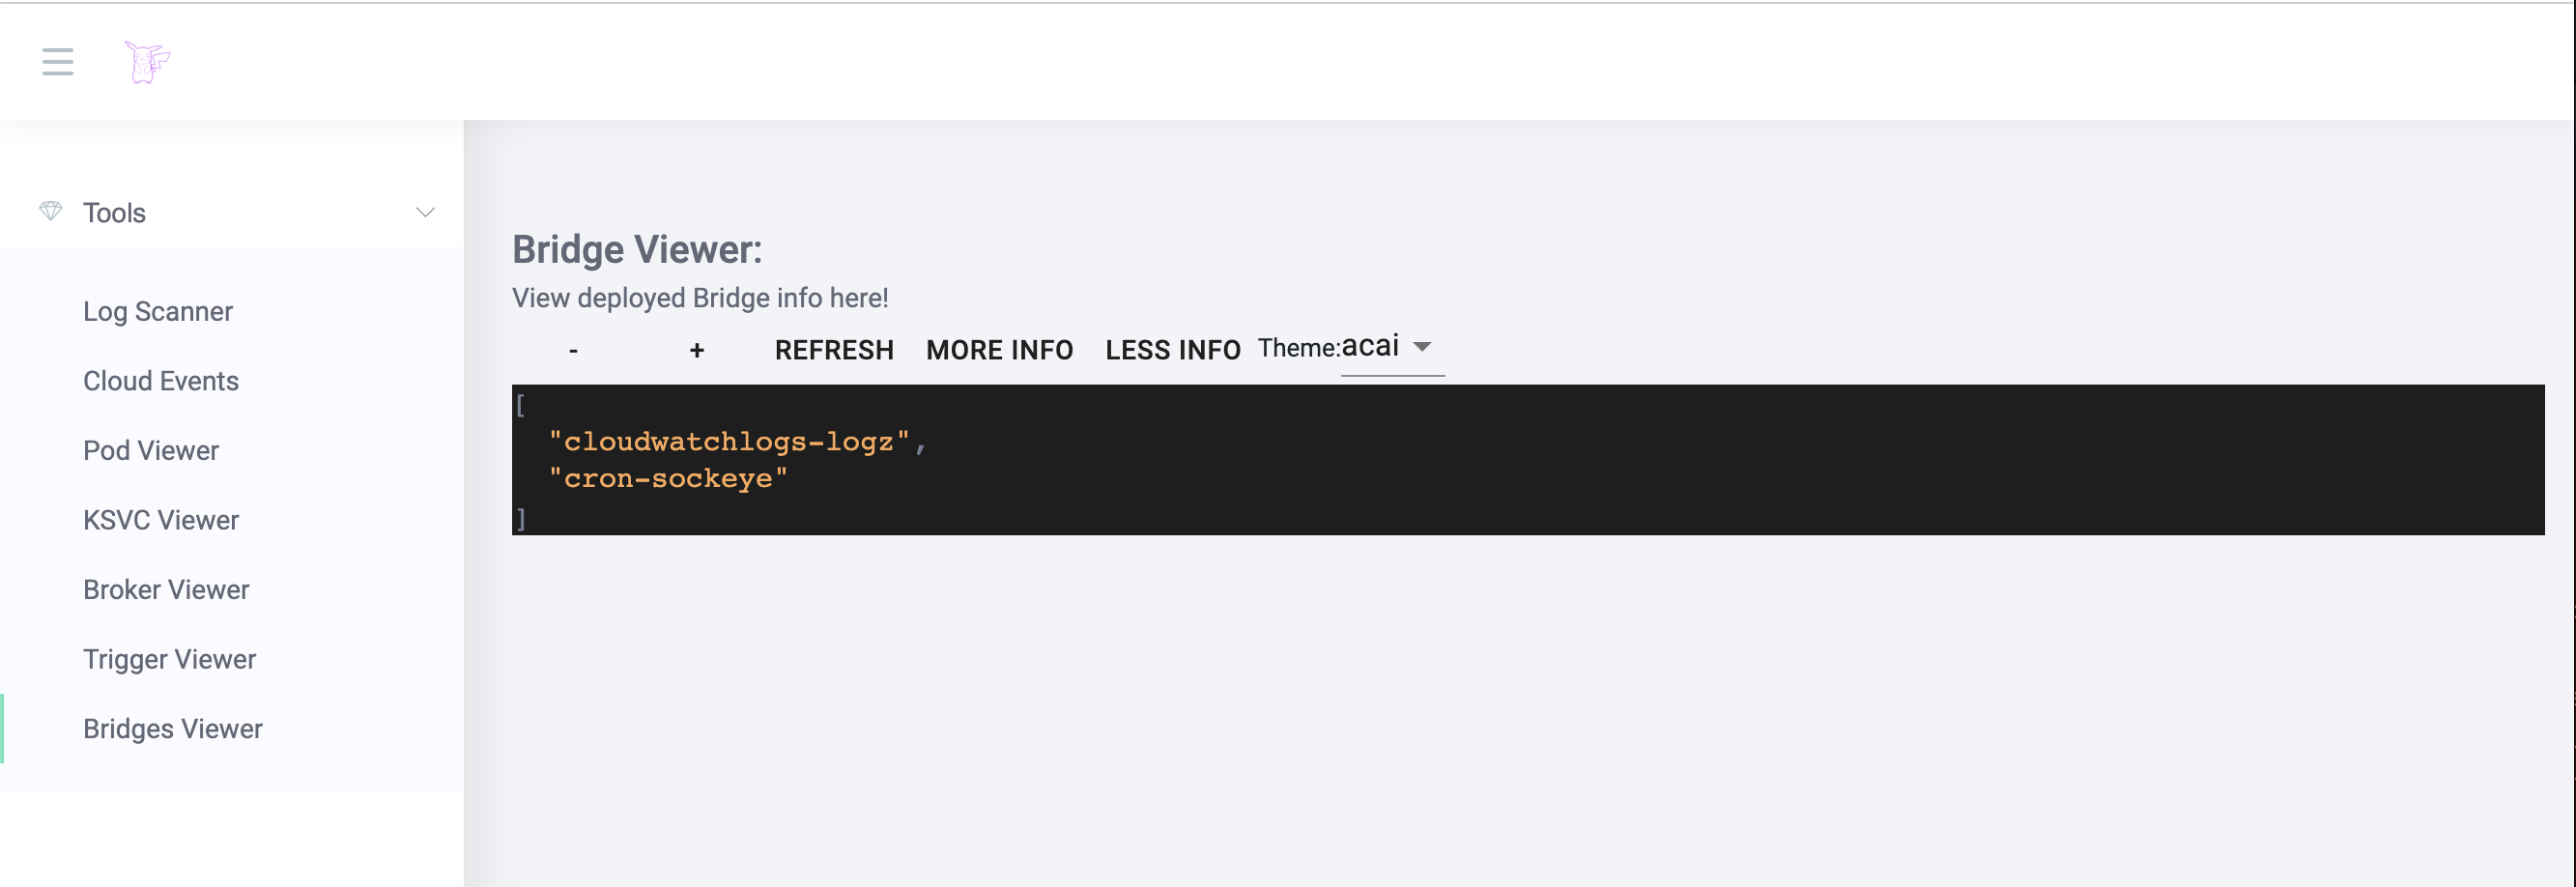 Tools
Log Scanner
Cloud Events
Pod Viewer
KSVC Viewer
Broker Viewer
Trigger Viewer
Bridges Viewer
Bridge Viewer:
View deployed Bridge info here!
- + REFRESH MORE INFO LESS INFO Theme:acai
[
"cloudwatchlogs-logz",
"cron-sockeye"
]